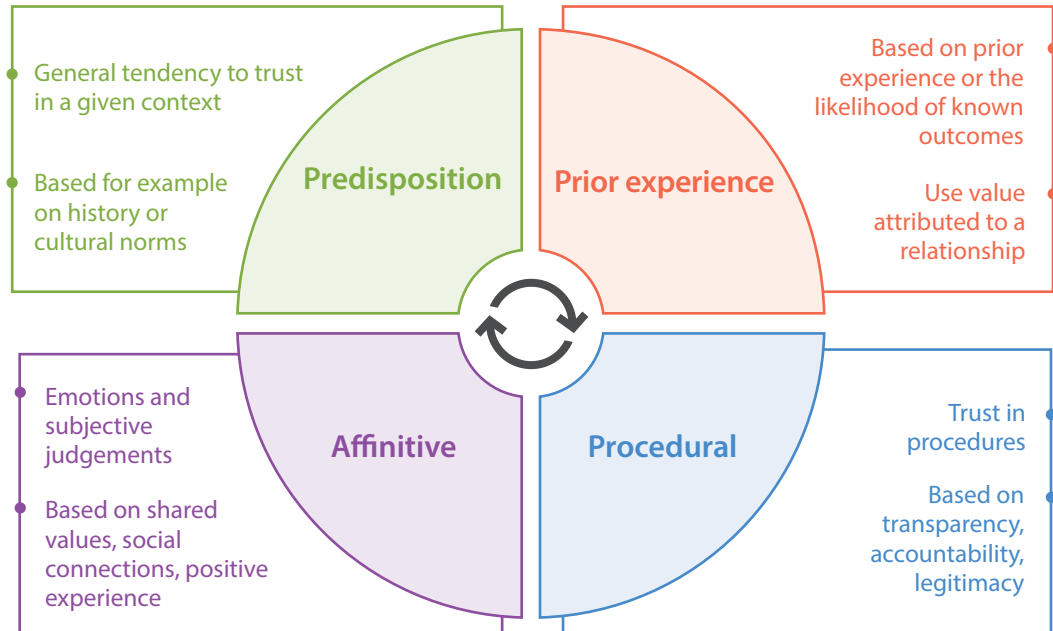 General tendency to trust
in a given context
Based for example
on history or
cultural norms
Predisposition
Prior experience
Based on prior
experience or the
likelihood of known
outcomes
Use value
attributed to a
relationship
Emotions and
subjective
judgements
Based on shared
values, social
connections, positive
experience
Affinitive
Procedural
Trust in
procedures
Based on
transparency,
accountability,
legitimacy